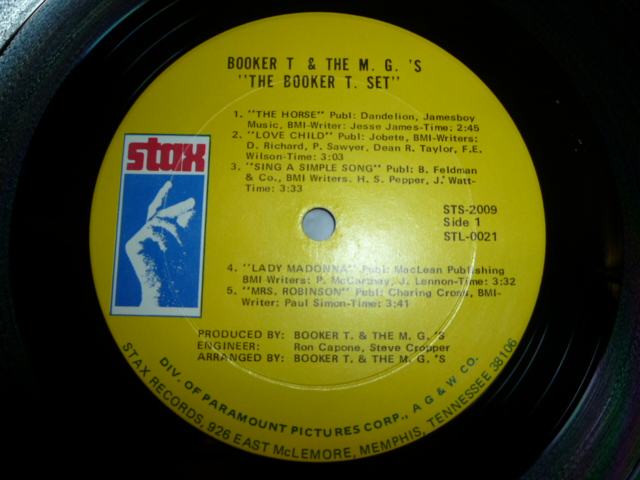 BOOKER T & THE M. G. 'S
"THE BOOKER T. SET"
1. "THE HORSE" Publ: Dandelion, Jamesboy
Music, BMI-Writer: Jesse James-Time: 2:45
2. "LOVE CHILD" Publ: Jobete, BMI-Writers:
D. Richard, P. Sawyer, Dean R. Taylor, F.E.
Wilson-Time: 3:03
3. "SING A SIMPLE SONG" Publ: B. Feldman
& Co., BMI Writers. H. S. Pepper, J. Watt-
Time: 3:33
stax
STS-2009
Side 1
STL-0021
4. "LADY MADONNA" Publ: MacLean Publishing
BMI-Writers: P. McCartney, J. Lennon-Time: 3:32
5. "MRS. ROBINSON" Publ: Charing Cross, BMI-
Writer: Paul Simon-Time: 3:41
PRODUCED BY: BOOKER T. & THE M. G. 'S
ENGINEER: Ron Capone, Steve Cropper
ARRANGED BY: BOOKER T. & THE M. G. 'S
DIV. OF PARAMOUNT PICTURES CORP., A G & W CO.
STAX RECORDS, 926 EAST McLEMORE, MEMPHIS, TENNESSEE 38106